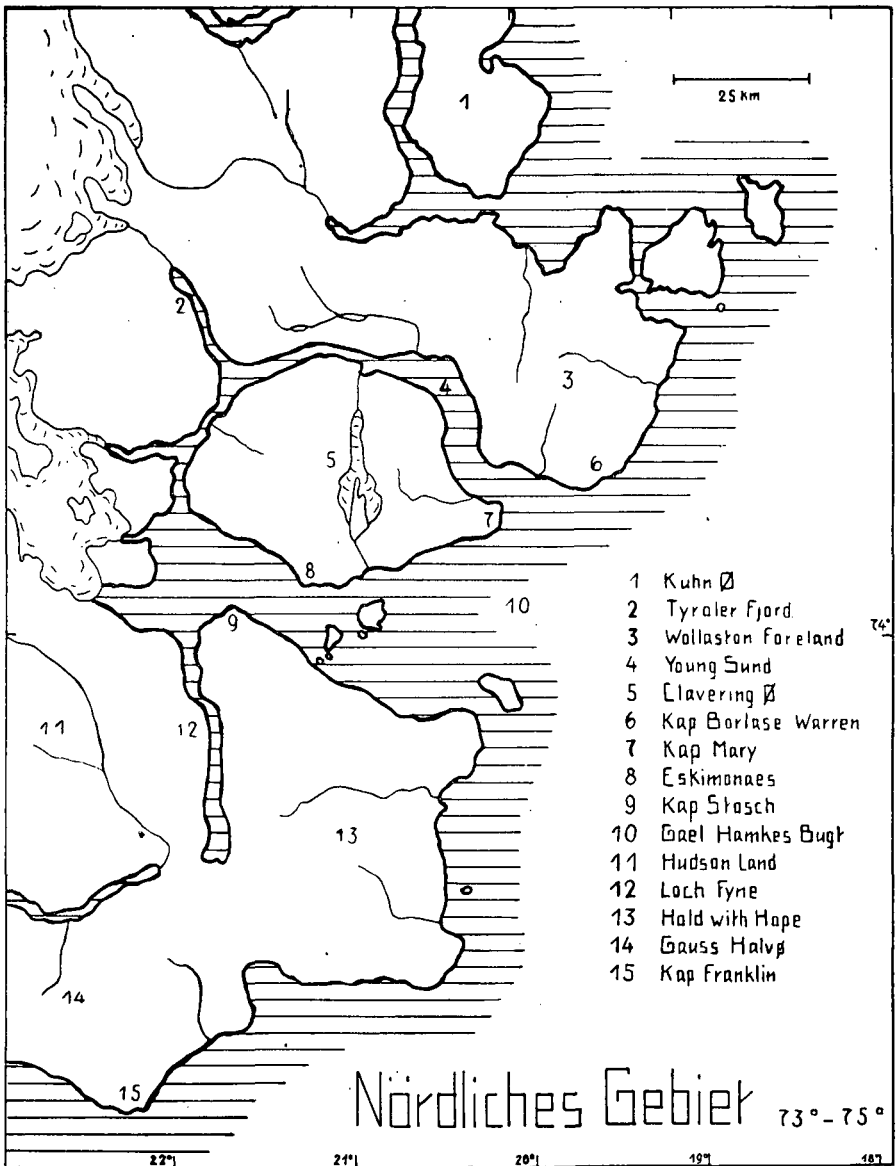 25 km
1
2
3
4
5
6
7
8
9
10
11
12
13
14
15
1 Kuhn Ø
2 Tyroler Fjord
3 Wollaston Foreland
74°
4 Young Sund
5 Clavering Ø
6 Kap Borlase Warren
7 Kap Mary
8 Eskimonaes
9 Kap Stosch
10 Gael Hamkes Bugt
11 Hudson Land
12 Loch Fyne
13 Hold with Hope
14 Gauss Halvø
15 Kap Franklin
Nördliches Gebiet 73°-75°
22° 21° 20° 19° 18°